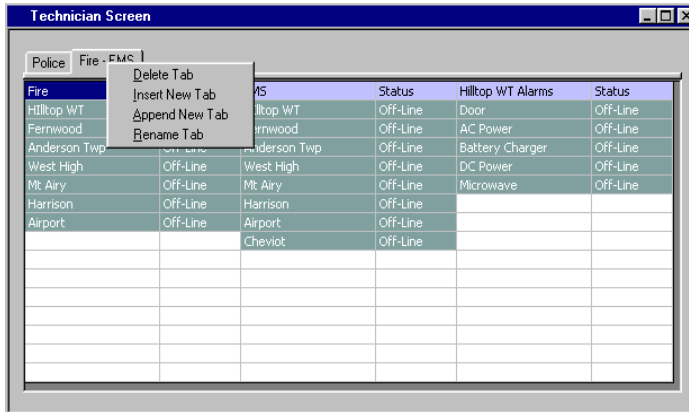 Technician Screen
Police Fire - EMS
Delete Tab
Insert New Tab
Append New Tab
Rename Tab
Fire Status Hilltop WT Alarms Status
HIlltop WT Off-Line Door Off-Line
Fernwood Off-Line AC Power Off-Line
Anderson Twp Off-Line Anderson Twp Off-Line Battery Charger Off-Line
West High Off-Line West High Off-Line DC Power Off-Line
Mt Airy Off-Line Mt Airy Off-Line Microwave Off-Line
Harrison Off-Line Harrison Off-Line
Airport Off-Line Airport Off-Line
Cheviot Off-Line